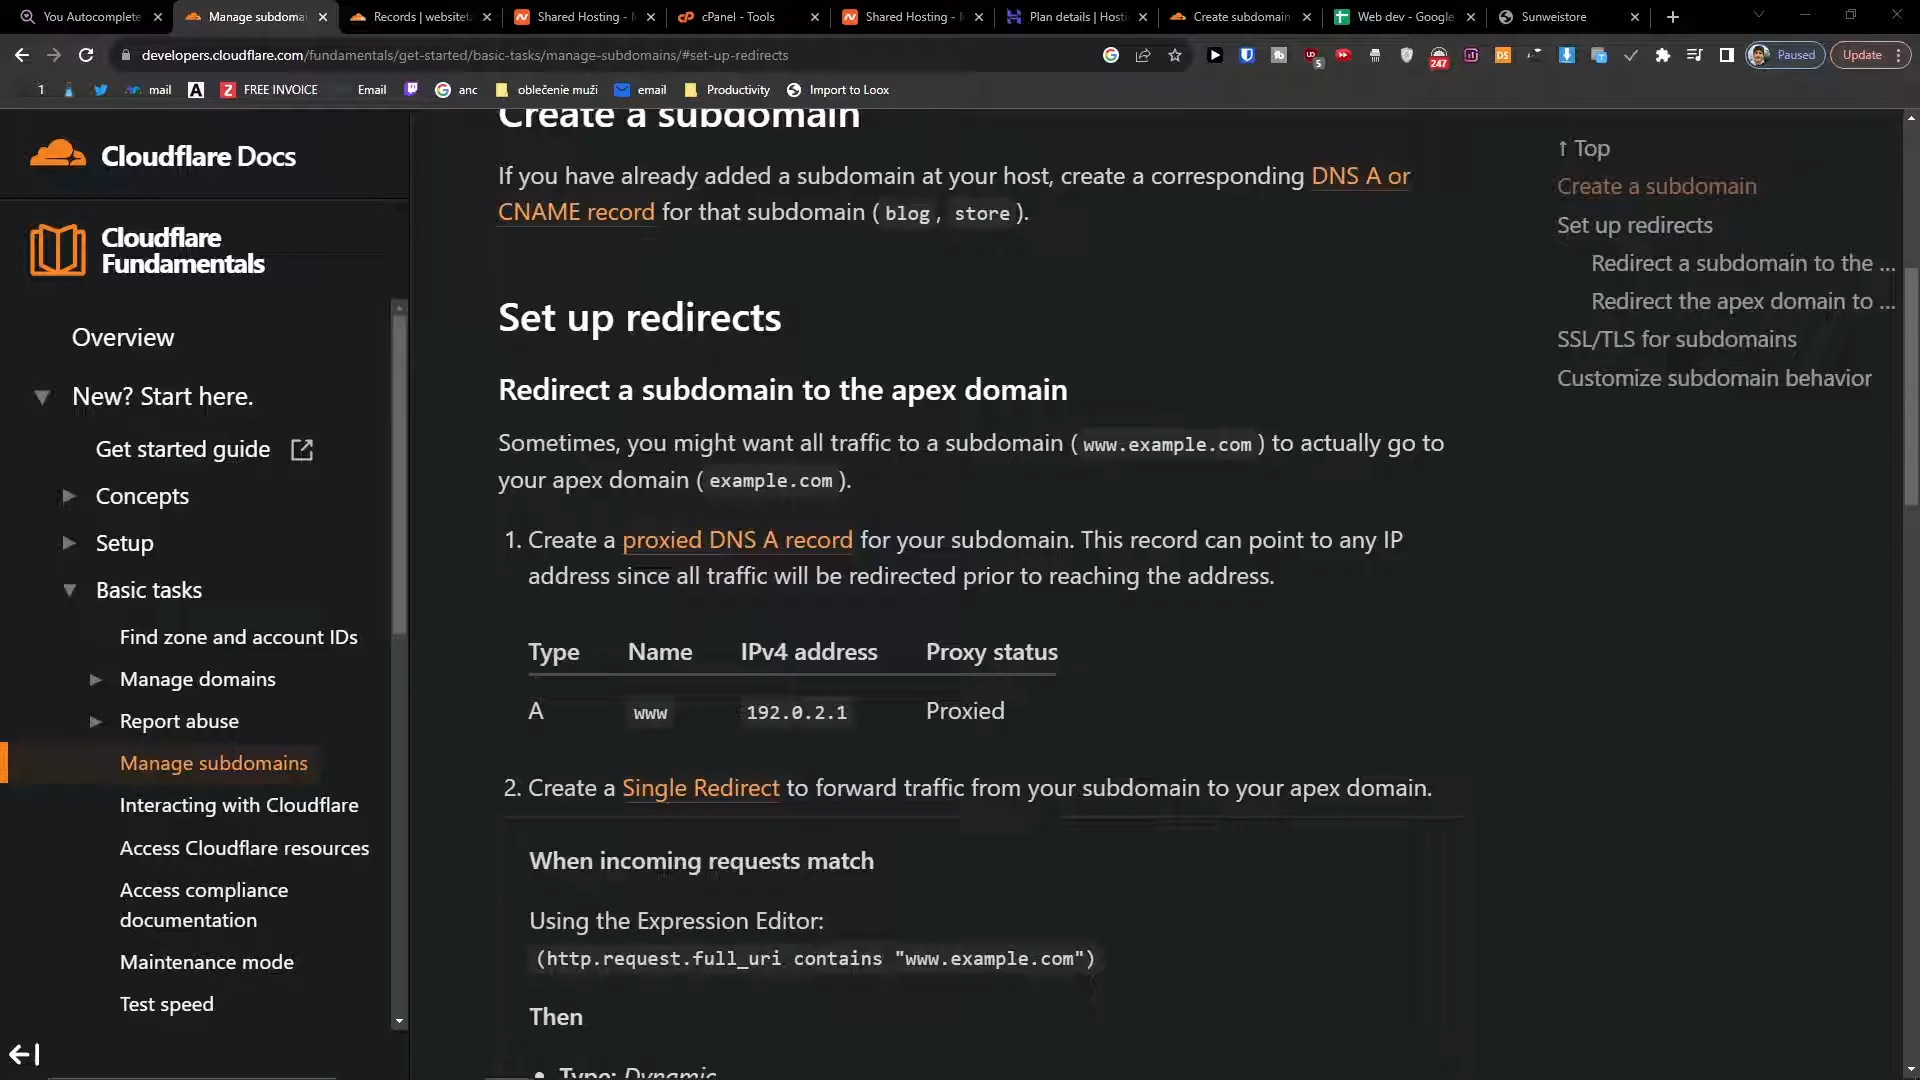 You Autocomplete
Manage subdomai
Records | websitet
Shared Hosting -
cPanel - Tools
Shared Hosting -
Plan details | Hosti
Create subdomain
Web dev - Google
Sunweistore
developers.cloudflare.com/fundamentals/get-started/basic-tasks/manage-subdomains/#set-up-redirects
5
247
DS
Paused
Update
1
mail
A
Z
FREE INVOICE
Email
anc
oblečenie muži
email
Productivity
Import to Loox
Cloudflare Docs
Cloudflare
Fundamentals
Overview
New? Start here.
Get started guide
Concepts
Setup
Basic tasks
Find zone and account IDs
Manage domains
Report abuse
Manage subdomains
Interacting with Cloudflare
Access Cloudflare resources
Access compliance
documentation
Maintenance mode
Test speed
Create a subdomain
If you have already added a subdomain at your host, create a corresponding DNS A or
CNAME record for that subdomain ( blog , store ).
Set up redirects
Redirect a subdomain to the apex domain
Sometimes, you might want all traffic to a subdomain ( www.example.com ) to actually go to
your apex domain ( example.com ).
1. Create a proxied DNS A record for your subdomain. This record can point to any IP
address since all traffic will be redirected prior to reaching the address.
Type Name IPv4 address Proxy status
A www 192.0.2.1 Proxied
2. Create a Single Redirect to forward traffic from your subdomain to your apex domain.
When incoming requests match
Using the Expression Editor:
(http.request.full_uri contains "www.example.com")
Then
• Type: Dynamic
↑ Top
Create a subdomain
Set up redirects
Redirect a subdomain to the ...
Redirect the apex domain to ...
SSL/TLS for subdomains
Customize subdomain behavior